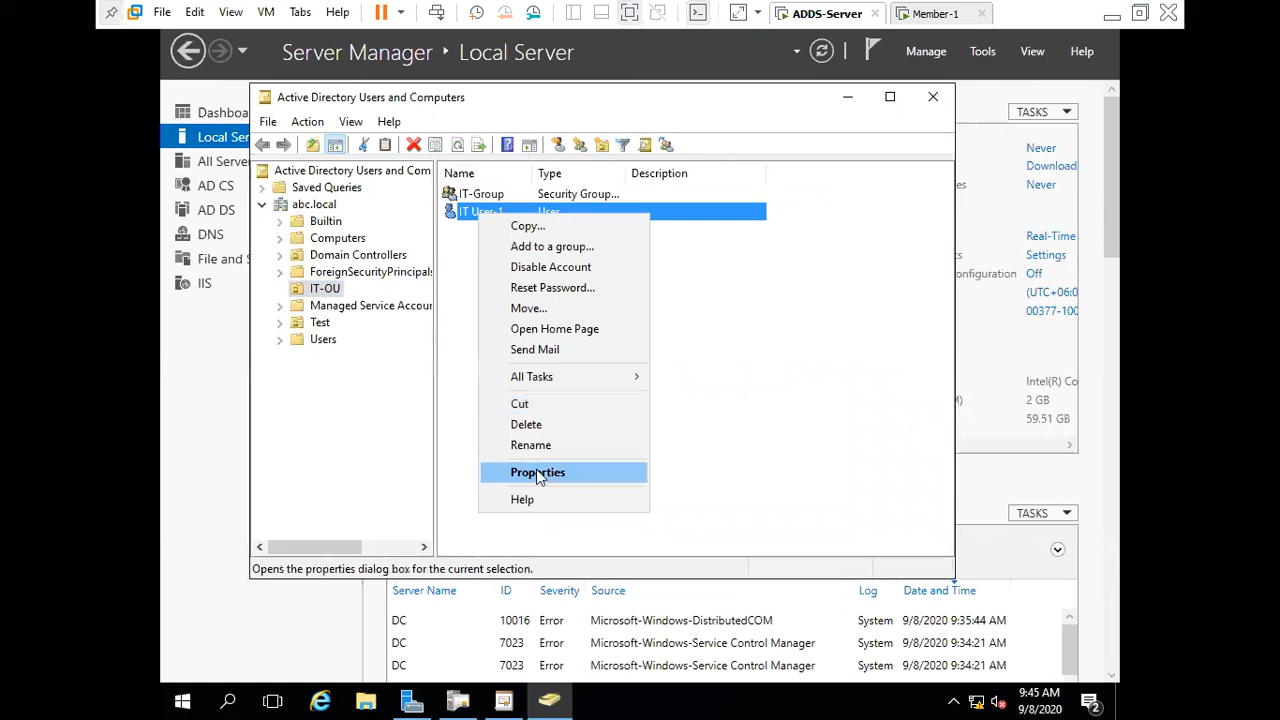 File Edit View VM Tabs Help ADDS-Server Member-1
Server Manager Local Server Manage Tools View Help
Dashboa
Local Ser
All Serve
AD CS
AD DS
DNS
File and S
IIS
Active Directory Users and Computers
File Action View Help
Active Directory Users and Com
Saved Queries
abc.local
Builtin
Computers
Domain Controllers
ForeignSecurityPrincipals
IT-OU
Managed Service Accour
Test
Users
Name Type Description
IT-Group Security Group...
IT User-1 User
Copy...
Add to a group...
Disable Account
Reset Password...
Move...
Open Home Page
Send Mail
All Tasks
Cut
Delete
Rename
Properties
Help
Opens the properties dialog box for the current selection.
TASKS
Never
Download
Never
Real-Time
Settings
onfiguration Off
(UTC+06:0
00377-100
Intel(R) Co
2 GB
59.51 GB
TASKS
Server Name ID Severity Source Log Date and Time
DC 10016 Error Microsoft-Windows-DistributedCOM System 9/8/2020 9:35:44 AM
DC 7023 Error Microsoft-Windows-Service Control Manager System 9/8/2020 9:34:21 AM
DC 7023 Error Microsoft-Windows-Service Control Manager System 9/8/2020 9:34:21 AM
9:45 AM
9/8/2020
2